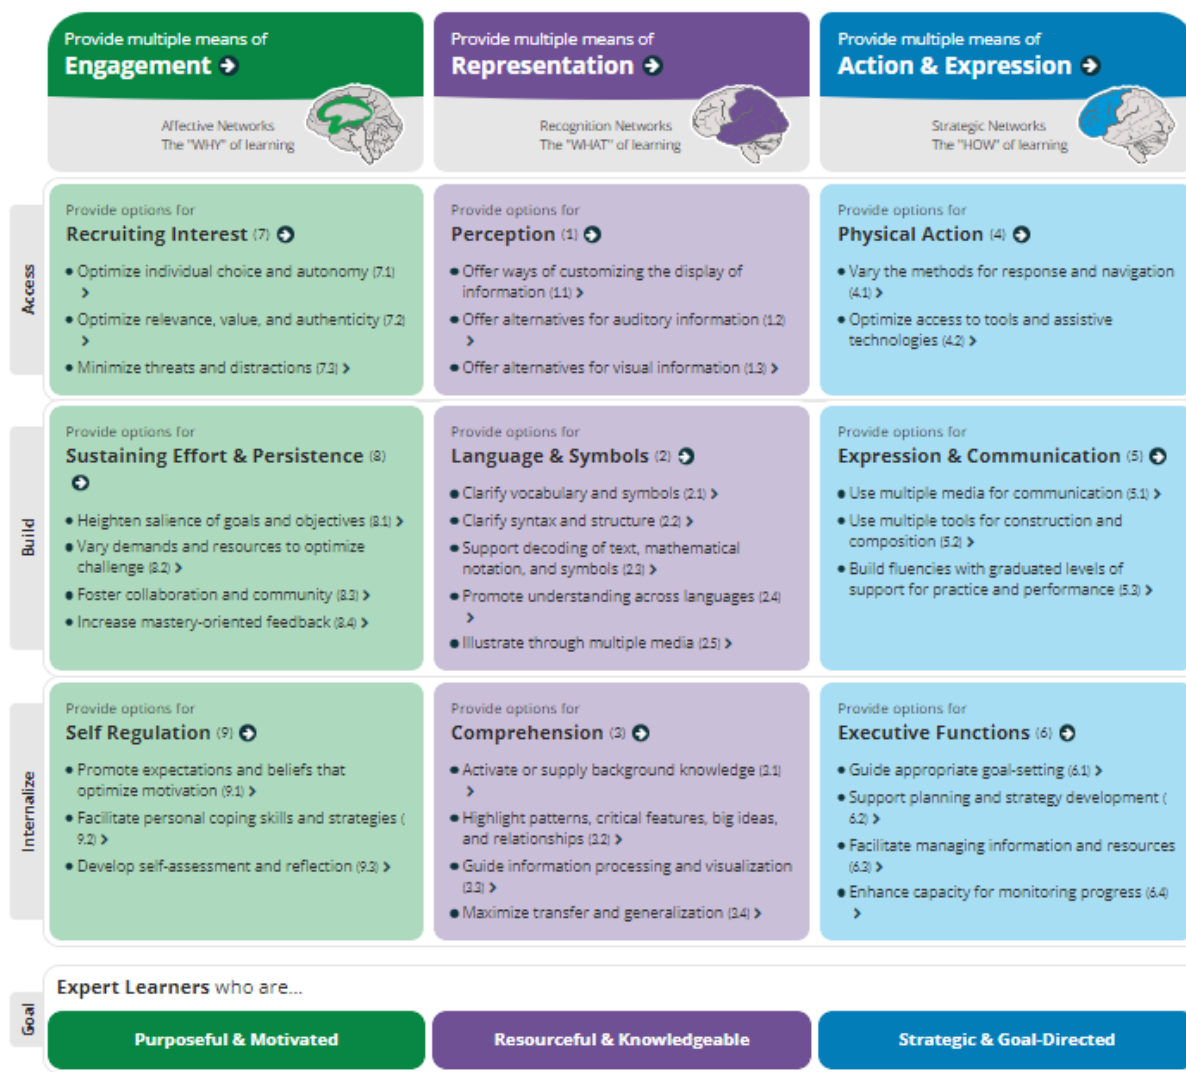 Provide multiple means of
Engagement
Affective Networks
The "WHY" of learning
Provide multiple means of
Representation
Recognition Networks
The "WHAT" of learning
Provide multiple means of
Action & Expression
Strategic Networks
The "HOW" of learning
Access
Provide options for
Recruiting Interest (7)
• Optimize individual choice and autonomy (7.1)
>
• Optimize relevance, value, and authenticity (7.2)
>
• Minimize threats and distractions (7.3) >
Provide options for
Perception (1)
• Offer ways of customizing the display of
information (1.1) >
• Offer alternatives for auditory information (1.2)
>
• Offer alternatives for visual information (1.3) >
Provide options for
Physical Action (4)
• Vary the methods for response and navigation
(4.1) >
• Optimize access to tools and assistive
technologies (4.2) >
Build
Provide options for
Sustaining Effort & Persistence (8)
• Heighten salience of goals and objectives (8.1) >
• Vary demands and resources to optimize
challenge (8.2) >
• Foster collaboration and community (8.3) >
• Increase mastery-oriented feedback (8.4) >
Provide options for
Language & Symbols (2)
• Clarify vocabulary and symbols (2.1) >
• Clarify syntax and structure (2.2) >
• Support decoding of text, mathematical
notation, and symbols (2.3) >
• Promote understanding across languages (2.4)
>
• Illustrate through multiple media (2.5) >
Provide options for
Expression & Communication (5)
• Use multiple media for communication (5.1) >
• Use multiple tools for construction and
composition (5.2) >
• Build fluencies with graduated levels of
support for practice and performance (5.3) >
Internalize
Provide options for
Self Regulation (9)
• Promote expectations and beliefs that
optimize motivation (9.1) >
• Facilitate personal coping skills and strategies (
9.2) >
• Develop self-assessment and reflection (9.3) >
Provide options for
Comprehension (3)
• Activate or supply background knowledge (3.1)
>
• Highlight patterns, critical features, big ideas,
and relationships (3.2) >
• Guide information processing and visualization
(3.3) >
• Maximize transfer and generalization (3.4) >
Provide options for
Executive Functions (6)
• Guide appropriate goal-setting (6.1) >
• Support planning and strategy development (
6.2) >
• Facilitate managing information and resources
(6.3) >
• Enhance capacity for monitoring progress (6.4)
>
Goal
Expert Learners who are...
Purposeful & Motivated
Resourceful & Knowledgeable
Strategic & Goal-Directed